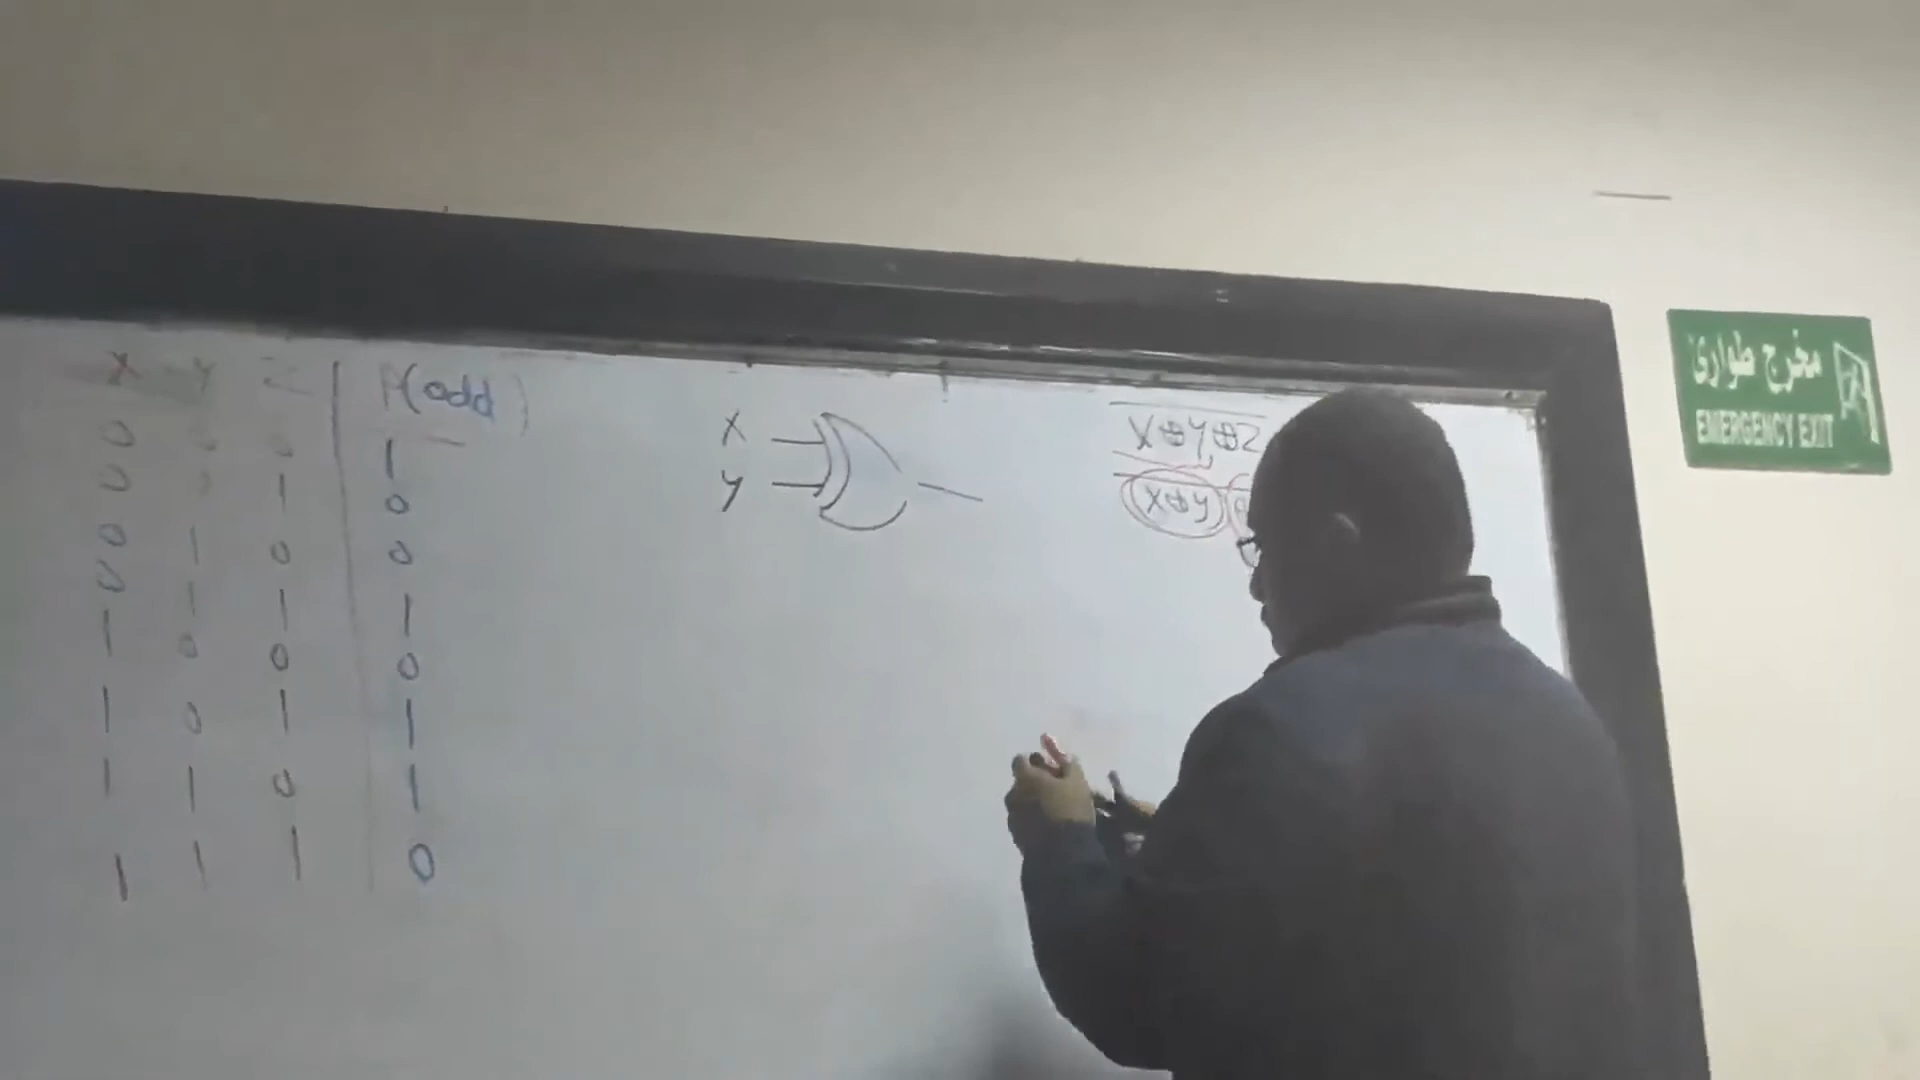 X Y Z P(odd)
0 0 0 1
0 0 1 0
0 1 0 0
0 1 1 1
1 0 0 0
1 0 1 1
1 1 0 1
1 1 1 0
X
y
X⊕Y⊕Z
X⊕y
مخرج طوارئ
EMERGENCY EXIT